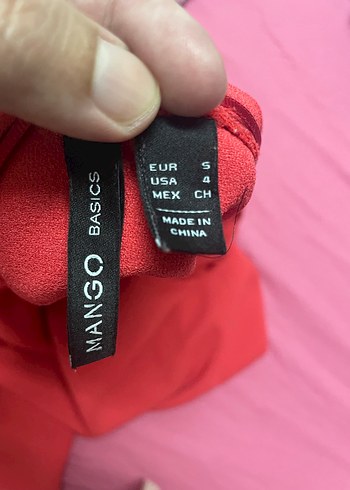 MANGO BASICS
EUR S
USA 4
MEX CH
MADE IN
CHINA